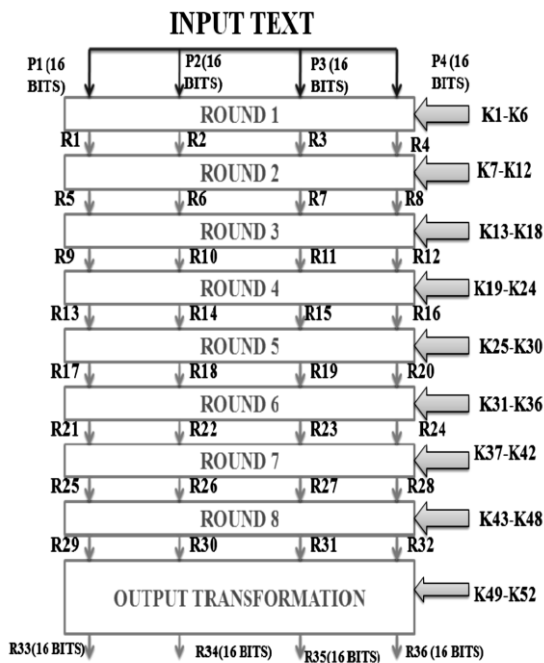 INPUT TEXT
P1 (16 BITS)
P2(16 BITS)
P3 (16 BITS)
P4 (16 BITS)
ROUND 1
K1-K6
R1 R2 R3 R4
ROUND 2
K7-K12
R5 R6 R7 R8
ROUND 3
K13-K18
R9 R10 R11 R12
ROUND 4
K19-K24
R13 R14 R15 R16
ROUND 5
K25-K30
R17 R18 R19 R20
ROUND 6
K31-K36
R21 R22 R23 R24
ROUND 7
K37-K42
R25 R26 R27 R28
ROUND 8
K43-K48
R29 R30 R31 R32
OUTPUT TRANSFORMATION
K49-K52
R33(16 BITS) R34(16 BITS) R35(16 BITS) R36 (16 BITS)